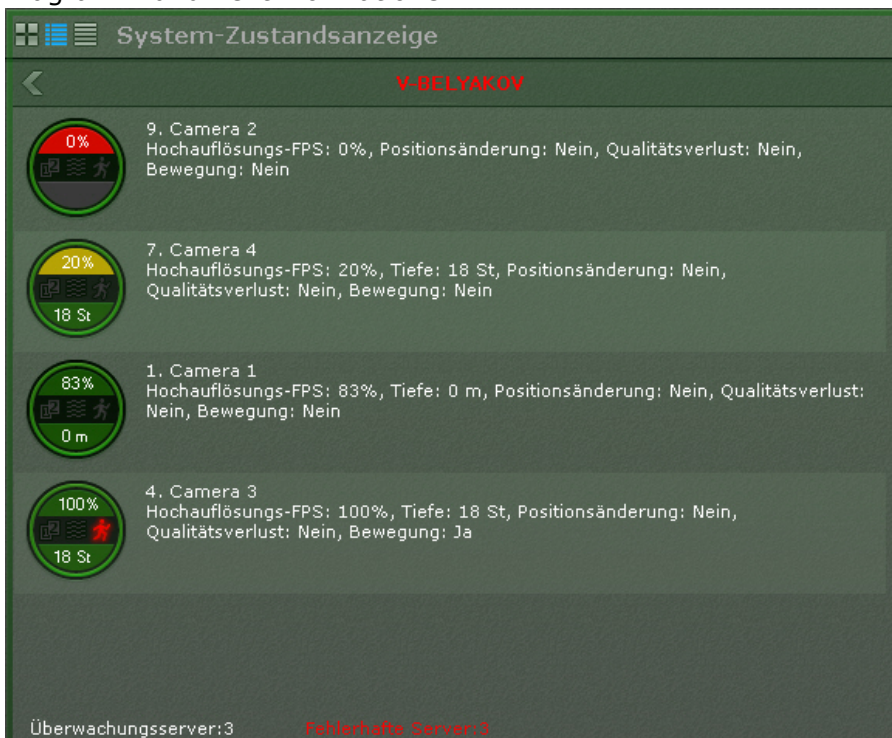 System-Zustandsanzeige
V-BELYAKOV
0%
9. Camera 2
Hochauflösungs-FPS: 0%, Positionsänderung: Nein, Qualitätsverlust: Nein,
Bewegung: Nein
20%
18 St
7. Camera 4
Hochauflösungs-FPS: 20%, Tiefe: 18 St, Positionsänderung: Nein,
Qualitätsverlust: Nein, Bewegung: Nein
83%
0 m
1. Camera 1
Hochauflösungs-FPS: 83%, Tiefe: 0 m, Positionsänderung: Nein, Qualitätsverlust:
Nein, Bewegung: Nein
100%
18 St
4. Camera 3
Hochauflösungs-FPS: 100%, Tiefe: 18 St, Positionsänderung: Nein,
Qualitätsverlust: Nein, Bewegung: Ja
Überwachungsserver:3 Fehlerhafte Server:3